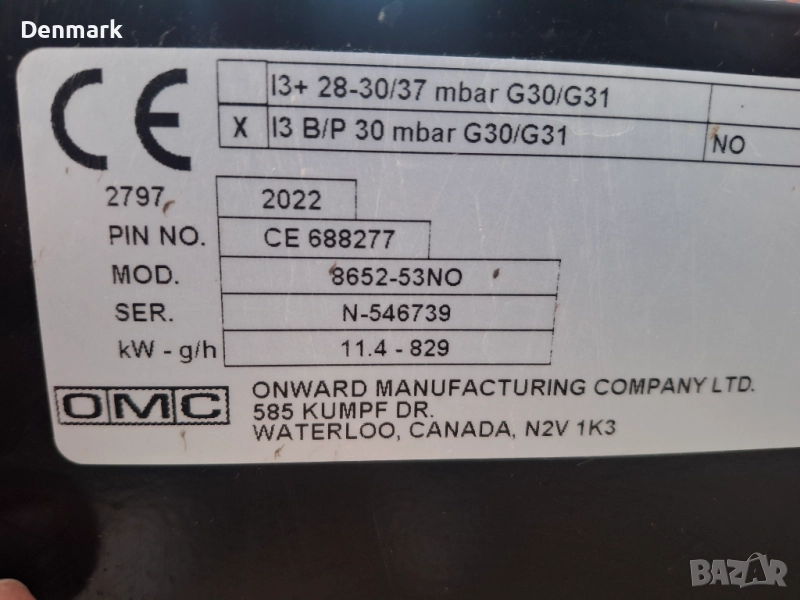 Denmark
CE
I3+ 28-30/37 mbar G30/G31
X I3 B/P 30 mbar G30/G31 NO
2797 2022
PIN NO. CE 688277
MOD. 8652-53NO
SER. N-546739
kW - g/h 11.4 - 829
OMC ONWARD MANUFACTURING COMPANY LTD.
585 KUMPF DR.
WATERLOO, CANADA, N2V 1K3
BAZAR